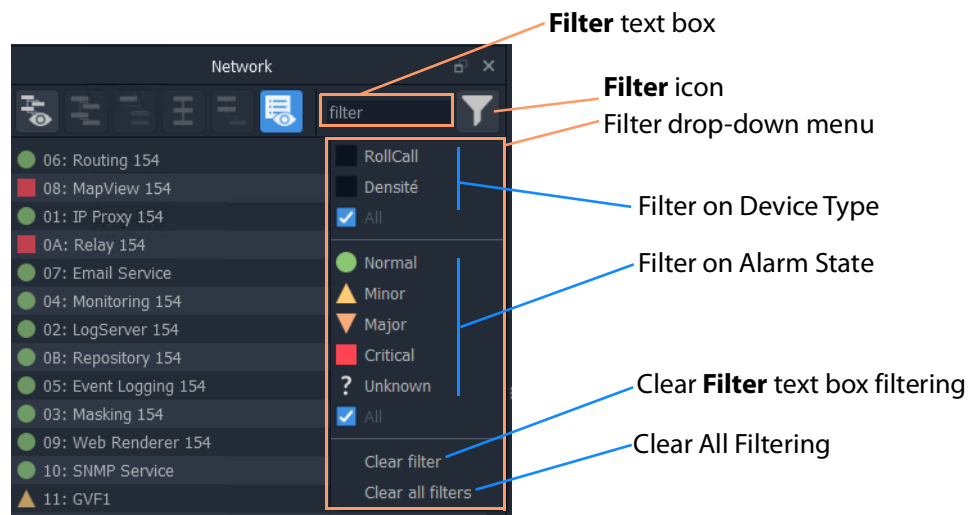 Filter text box
Network
Filter icon
filter
Filter drop-down menu
06: Routing 154
08: MapView 154
01: IP Proxy 154
0A: Relay 154
07: Email Service
04: Monitoring 154
02: LogServer 154
0B: Repository 154
05: Event Logging 154
03: Masking 154
09: Web Renderer 154
10: SNMP Service
11: GVF1
RollCall
Densité
All
Normal
Minor
Major
Critical
? Unknown
All
Clear filter
Clear all filters
Filter on Device Type
Filter on Alarm State
Clear Filter text box filtering
Clear All Filtering